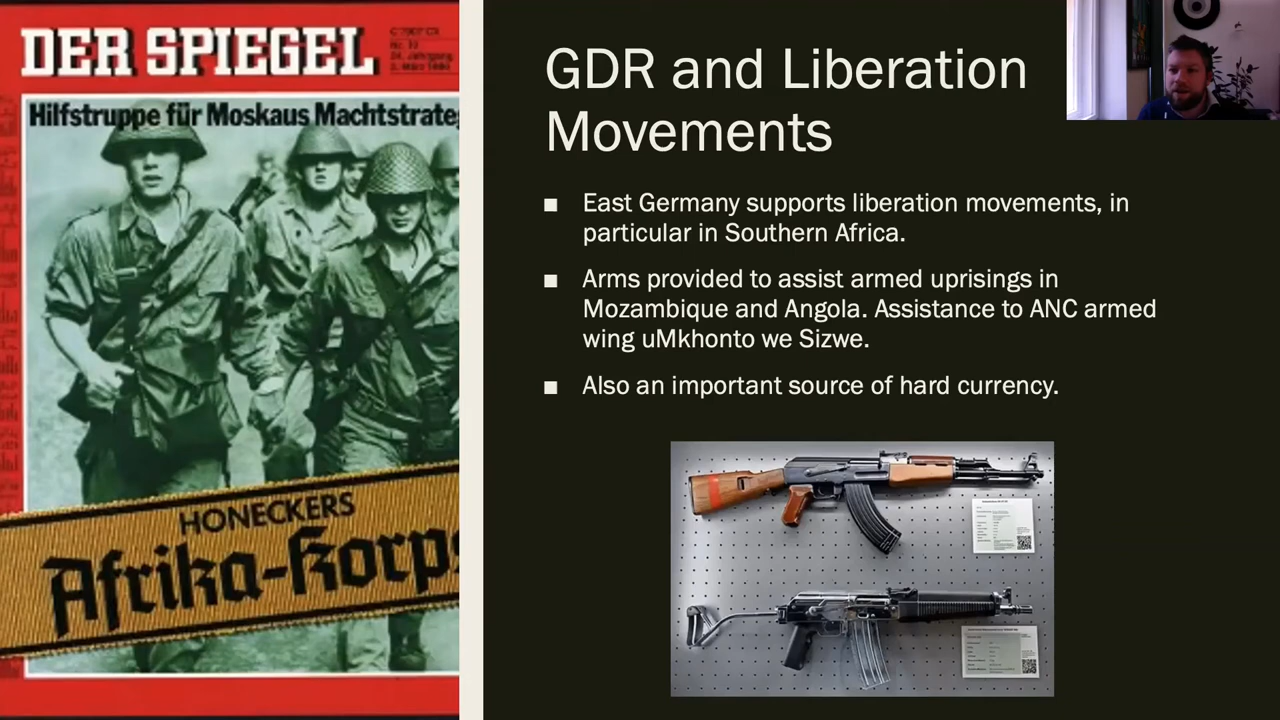 DER SPIEGEL
Hilfstruppe für Moskaus Machtstrateg
HONECKERS
Afrika-Korps
GDR and Liberation
Movements
East Germany supports liberation movements, in
particular in Southern Africa.
Arms provided to assist armed uprisings in
Mozambique and Angola. Assistance to ANC armed
wing uMkhonto we Sizwe.
Also an important source of hard currency.